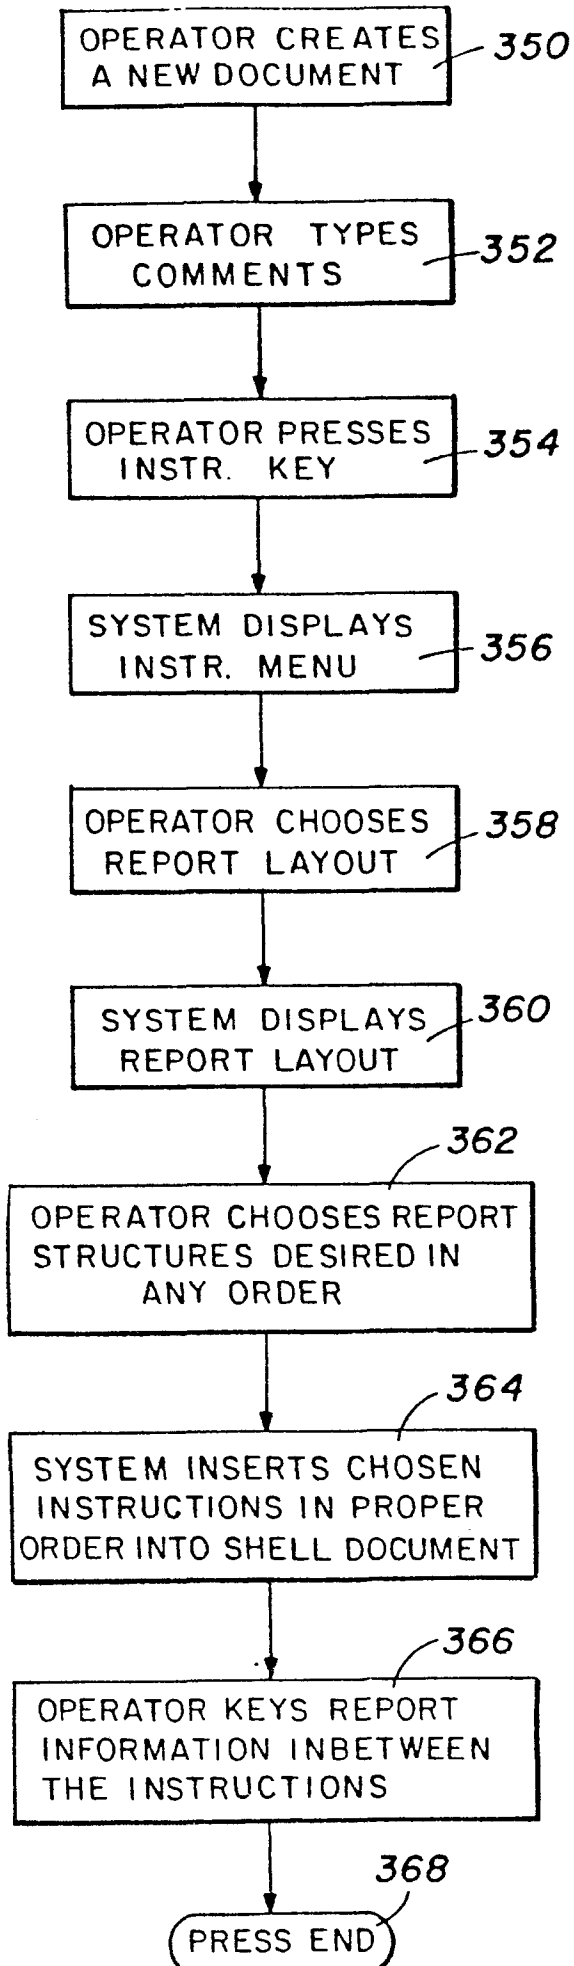 OPERATOR CREATES
A NEW DOCUMENT
350
OPERATOR TYPES
COMMENTS
352
OPERATOR PRESSES
INSTR. KEY
354
SYSTEM DISPLAYS
INSTR. MENU
356
OPERATOR CHOOSES
REPORT LAYOUT
358
SYSTEM DISPLAYS
REPORT LAYOUT
360
362
OPERATOR CHOOSES REPORT
STRUCTURES DESIRED IN
ANY ORDER
364
SYSTEM INSERTS CHOSEN
INSTRUCTIONS IN PROPER
ORDER INTO SHELL DOCUMENT
366
OPERATOR KEYS REPORT
INFORMATION INBETWEEN
THE INSTRUCTIONS
368
PRESS END